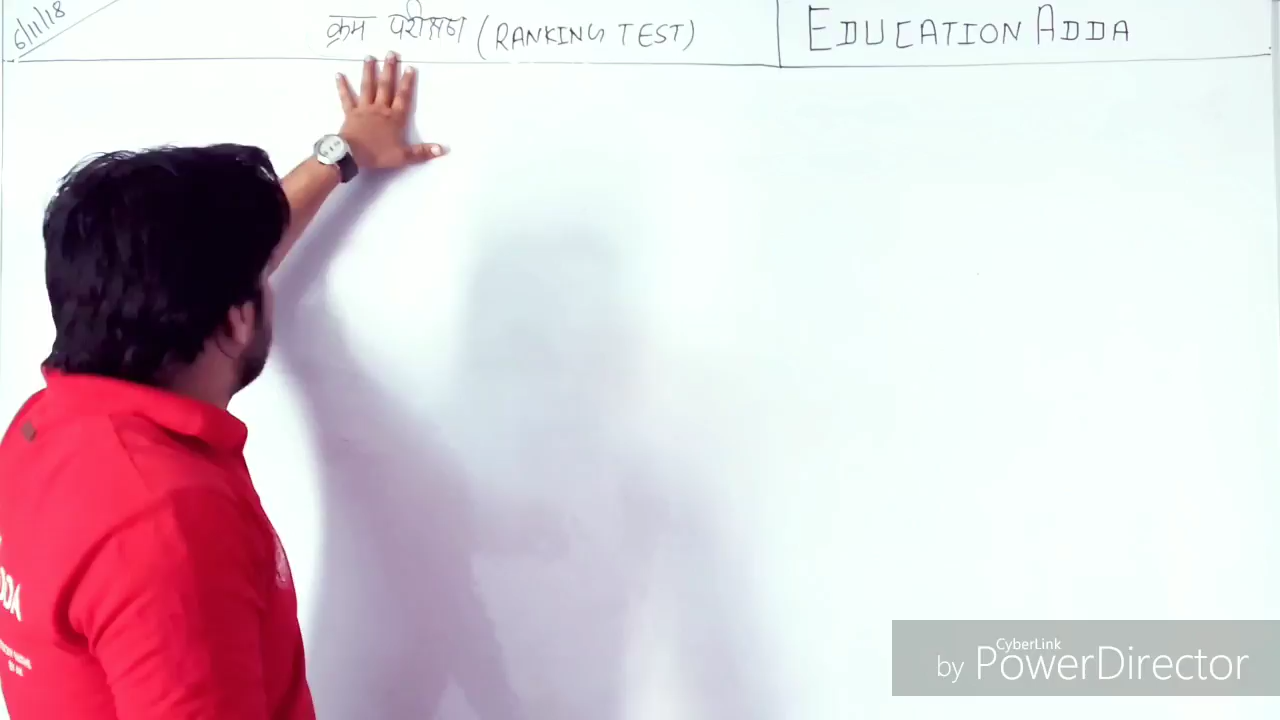 6/11/18
क्रम परीक्षण (RANKING TEST)
EDUCATION ADDA
CyberLink
by PowerDirector